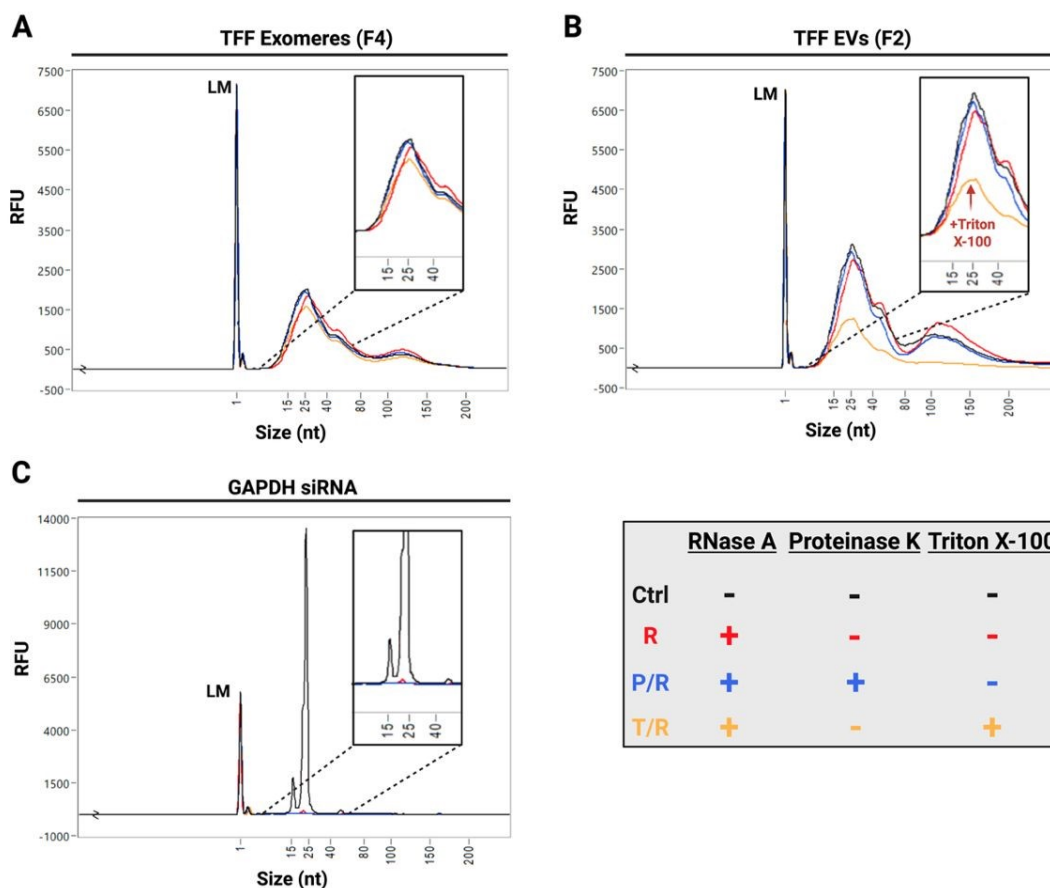 A
TFF Exomeres (F4)
7500
6500
5500
4500
3500
2500
1500
500
-500
RFU
LM
15
25
40
1
15
25
40
80
100
150
200
Size (nt)
B
TFF EVs (F2)
7500
6500
5500
4500
3500
2500
1500
500
-500
RFU
LM
+Triton
X-100
15
25
40
1
15
25
40
80
100
150
200
Size (nt)
C
GAPDH siRNA
14000
11500
9000
6500
4000
1500
-1000
RFU
LM
15
25
40
1
15
25
40
80
100
150
200
Size (nt)
RNase A Proteinase K Triton X-100
Ctrl - - -
R + - -
P/R + + -
T/R + - +